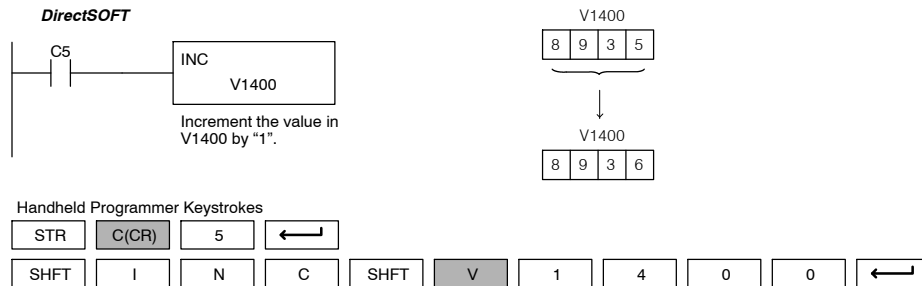 DirectSOFT
C5
INC
V1400
Increment the value in
V1400 by “1”.
V1400
8 9 3 5
V1400
8 9 3 6
Handheld Programmer Keystrokes
STR C(CR) 5
SHFT I N C SHFT V 1 4 0 0